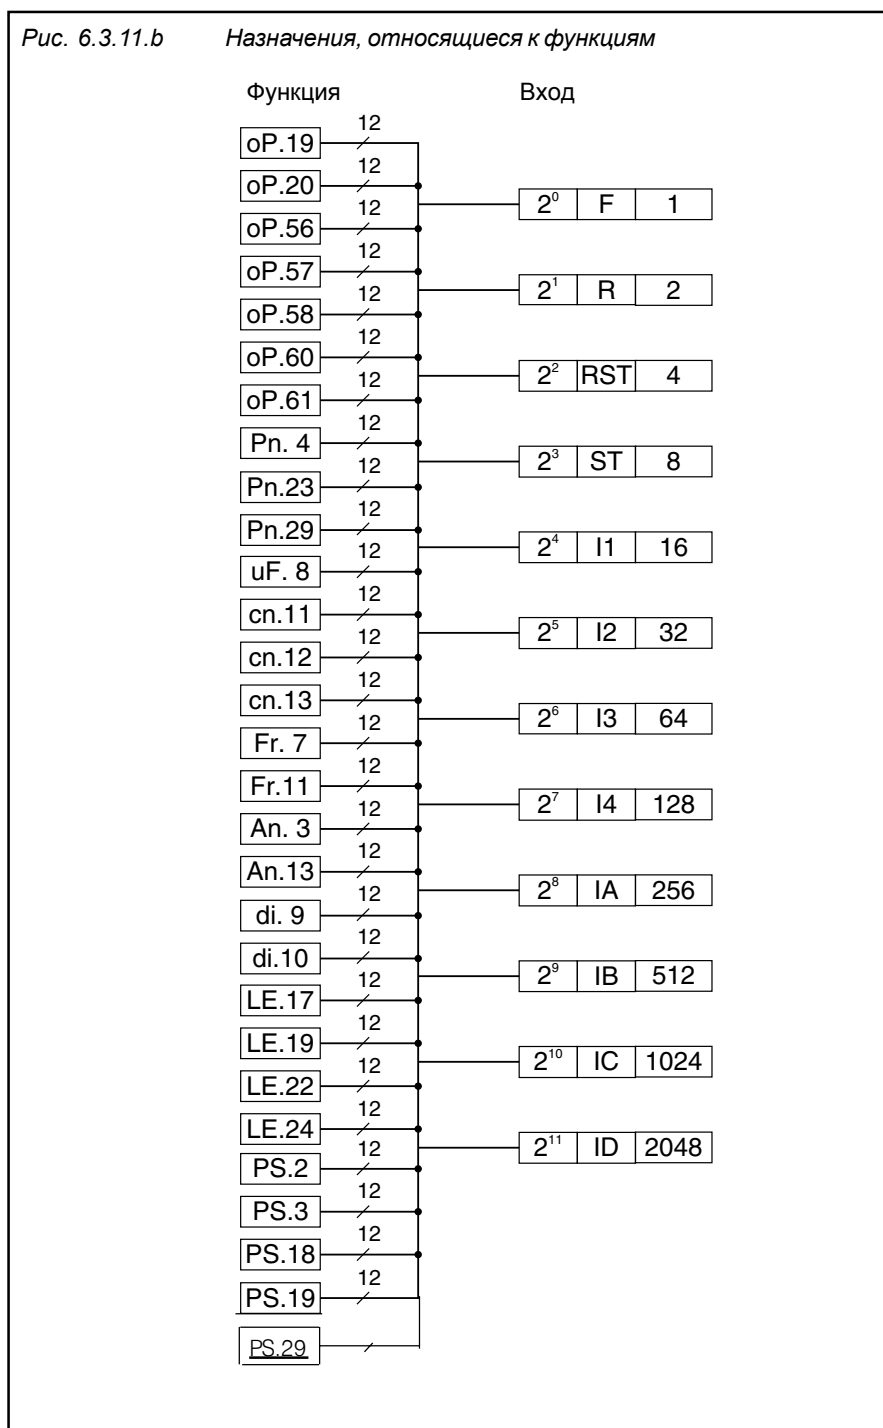 Рис. 6.3.11.b Назначения, относящиеся к функциям
Функция Вход
oP.19 12
oP.20 12
2⁰ F 1
oP.56 12
oP.57 12
2¹ R 2
oP.58 12
oP.60 12
2² RST 4
oP.61 12
Pn. 4 12
2³ ST 8
Pn.23 12
Pn.29 12
2⁴ I1 16
uF. 8 12
cn.11 12
2⁵ I2 32
cn.12 12
cn.13 12
2⁶ I3 64
Fr. 7 12
Fr.11 12
2⁷ I4 128
An. 3 12
An.13 12
2⁸ IA 256
di. 9 12
di.10 12
2⁹ IB 512
LE.17 12
LE.19 12
2¹⁰ IC 1024
LE.22 12
LE.24 12
2¹¹ ID 2048
PS.2 12
PS.3 12
PS.18 12
PS.19 12
PS.29